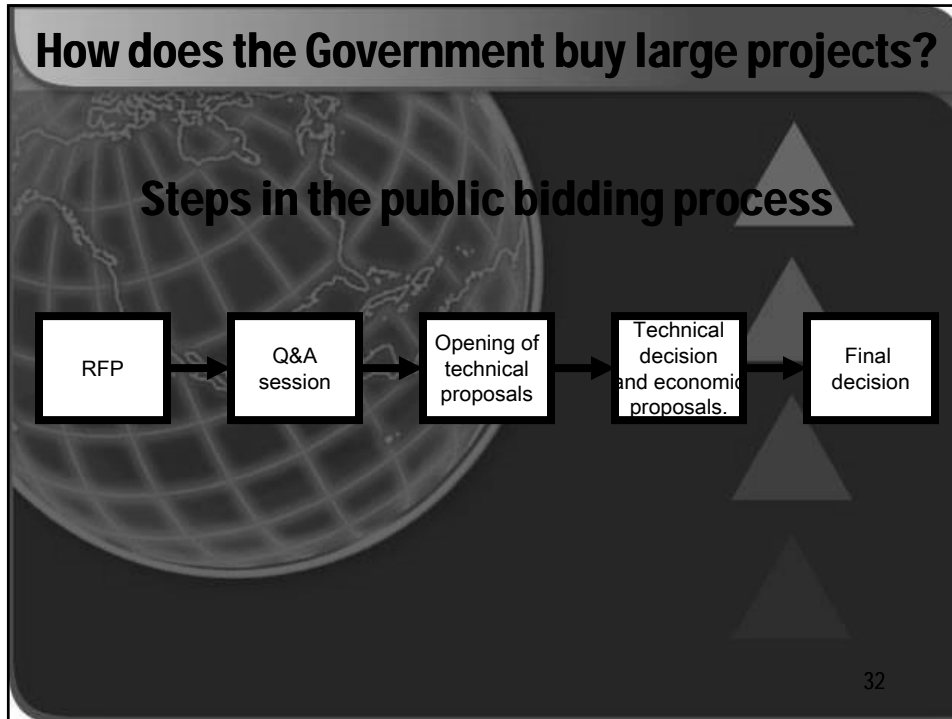 How does the Government buy large projects?
Steps in the public bidding process
RFP
Q&A
session
Opening of
technical
proposals
Technical
decision
and economic
proposals.
Final
decision
32